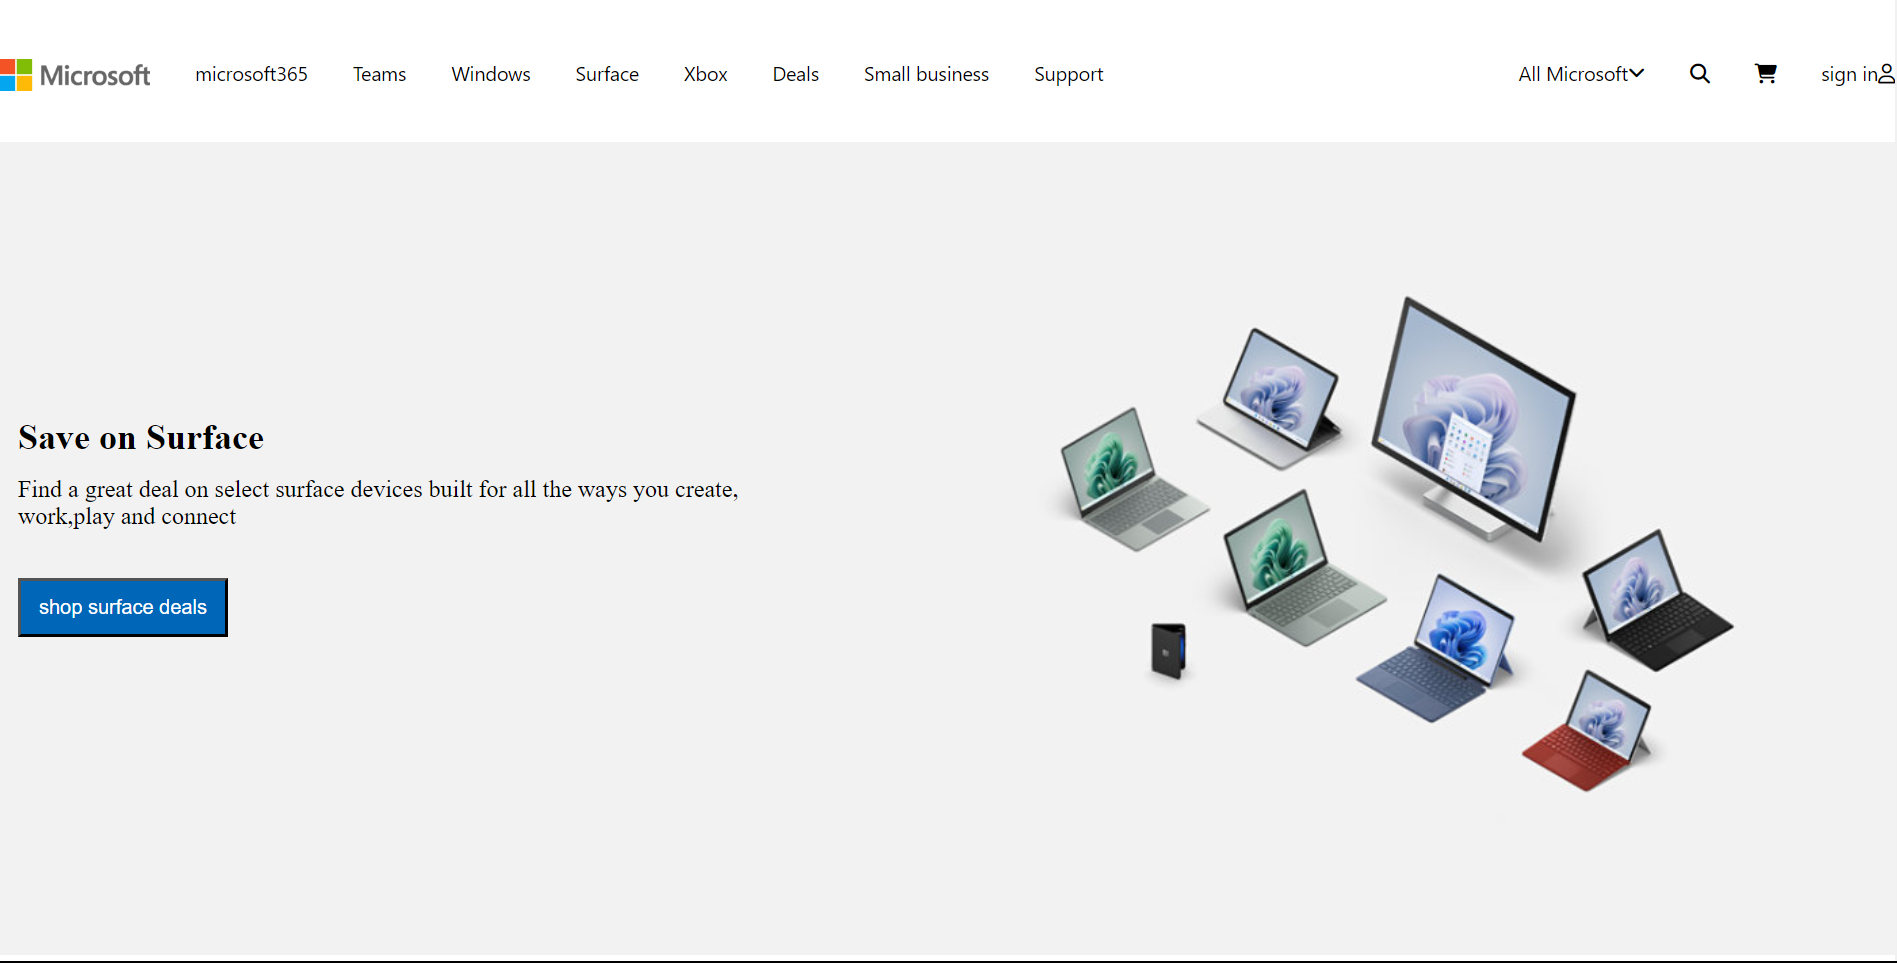 Microsoft microsoft365 Teams Windows Surface Xbox Deals Small business Support All Microsoft sign in
Save on Surface
Find a great deal on select surface devices built for all the ways you create,
work,play and connect
shop surface deals